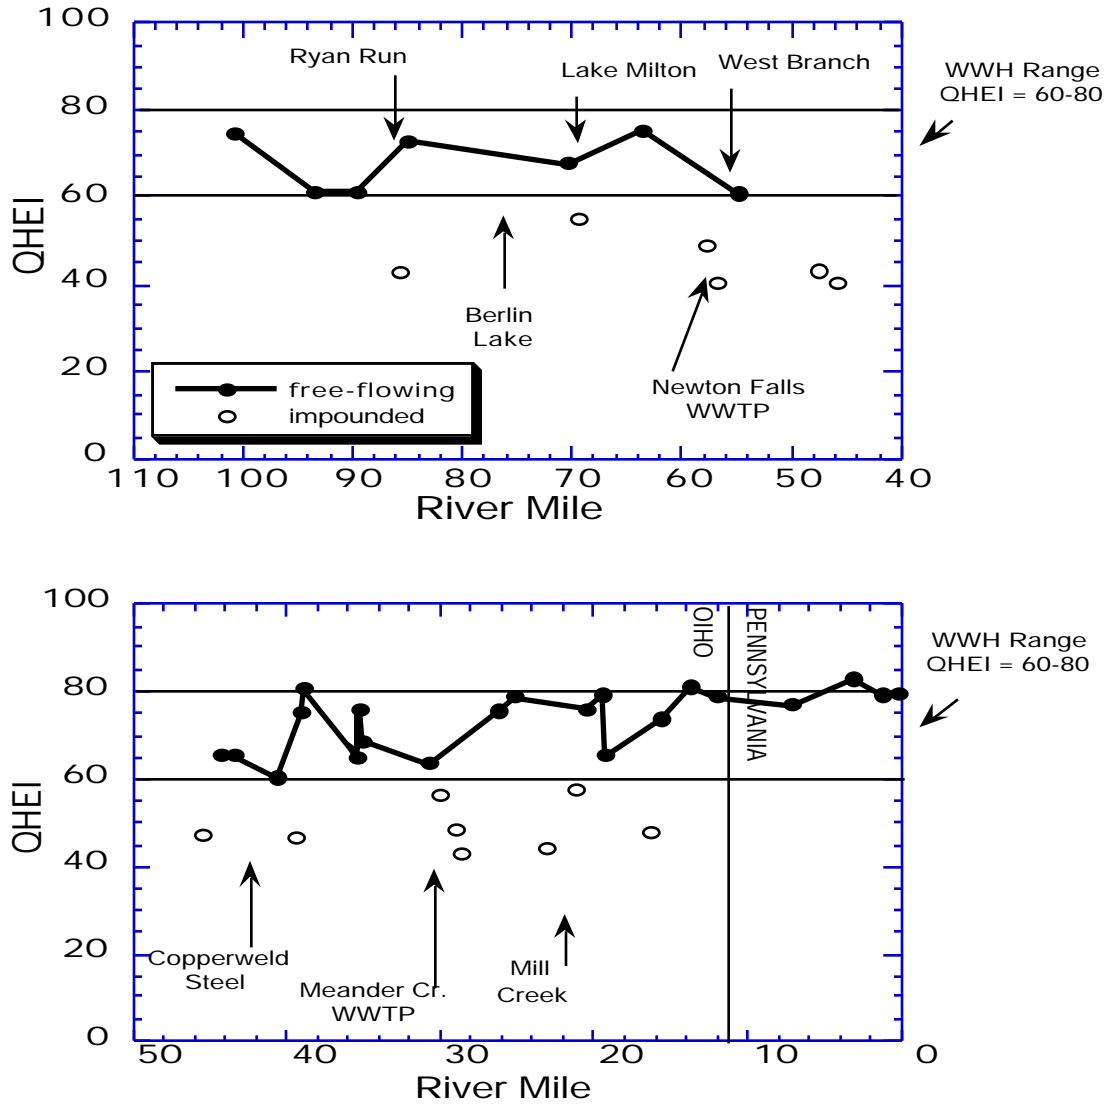 100
80
60
40
20
0
QHEI
Ryan Run
Lake Milton
West Branch
WWH Range
QHEI = 60-80
Berlin
Lake
Newton Falls
WWTP
free-flowing
impounded
110 100 90 80 70 60 50 40
River Mile
100
80
60
40
20
0
QHEI
OIHO
PENNSYLVANIA
WWH Range
QHEI = 60-80
Copperweld
Steel
Meander Cr.
WWTP
Mill
Creek
50 40 30 20 10 0
River Mile